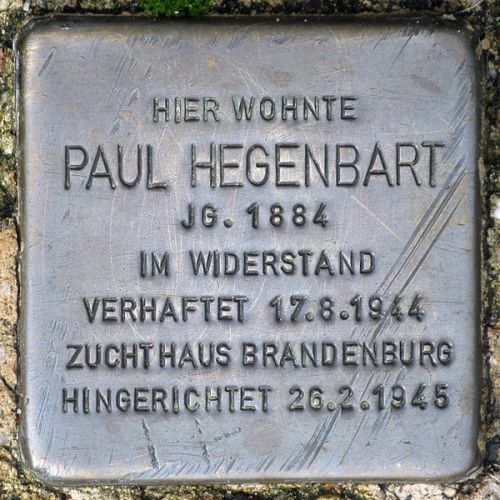 HIER WOHNTE
PAUL HEGENBART
JG. 1884
IM WIDERSTAND
VERHAFTET 17.8.1944
ZUCHTHAUS BRANDENBURG
HINGERICHTET 26.2.1945